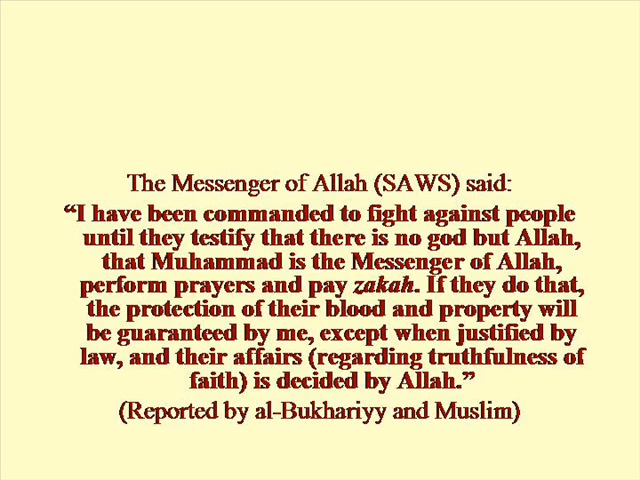 The Messenger of Allah (SAWS) said:
“I have been commanded to fight against people
until they testify that there is no god but Allah,
that Muhammad is the Messenger of Allah,
perform prayers and pay zakah. If they do that,
the protection of their blood and property will
be guaranteed by me, except when justified by
law, and their affairs (regarding truthfulness of
faith) is decided by Allah.”
(Reported by al-Bukhariyy and Muslim)